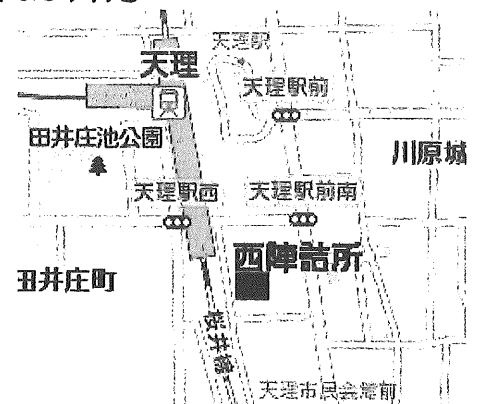 天理駅
天理
天理駅前
田井庄池公園
川原城
天理駅西
天理駅前南
西陣詰所
田井庄町
桜井線
天理市民会館前